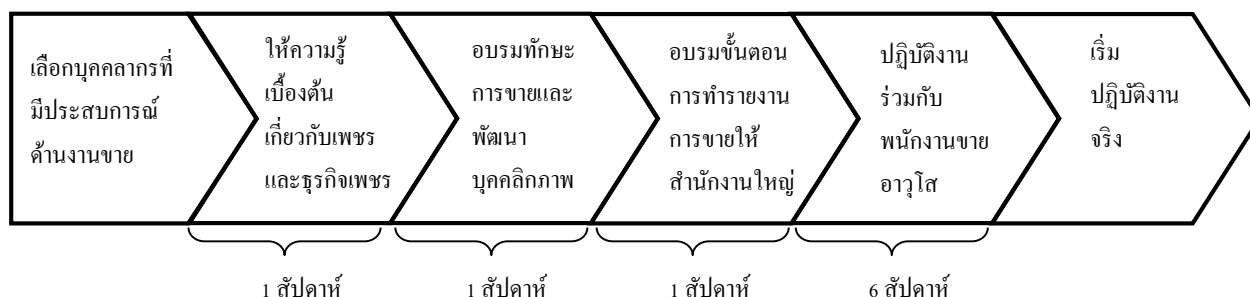 เลือกบุคคลากรที่
มีประสบการณ์
ด้านงานขาย
ให้ความรู้
เบื้องต้น
เกี่ยวกับเพชร
และธุรกิจเพชร
อบรมทักษะ
การขายและ
พัฒนา
บุคคลิกภาพ
อบรมขั้นตอน
การทำรายงาน
การขายให้
สำนักงานใหญ่
ปฏิบัติงาน
ร่วมกับ
พนักงานขาย
อาวุโส
เริ่ม
ปฏิบัติงาน
จริง
1 สัปดาห์
1 สัปดาห์
1 สัปดาห์
6 สัปดาห์